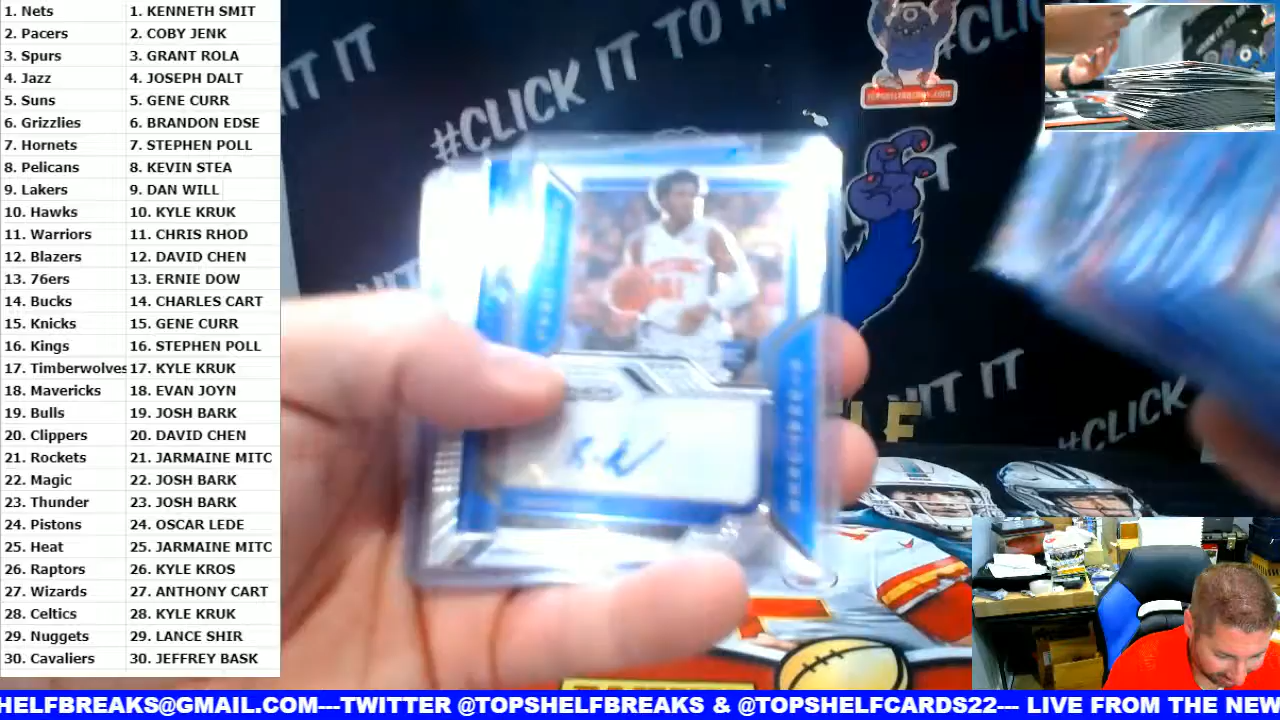 1. Nets 1. KENNETH SMIT
2. Pacers 2. COBY JENK
3. Spurs 3. GRANT ROLA
4. Jazz 4. JOSEPH DALT
5. Suns 5. GENE CURR
6. Grizzlies 6. BRANDON EDSE
7. Hornets 7. STEPHEN POLL
8. Pelicans 8. KEVIN STEA
9. Lakers 9. DAN WILL
10. Hawks 10. KYLE KRUK
11. Warriors 11. CHRIS RHOD
12. Blazers 12. DAVID CHEN
13. 76ers 13. ERNIE DOW
14. Bucks 14. CHARLES CART
15. Knicks 15. GENE CURR
16. Kings 16. STEPHEN POLL
17. Timberwolves 17. KYLE KRUK
18. Mavericks 18. EVAN JOYN
19. Bulls 19. JOSH BARK
20. Clippers 20. DAVID CHEN
21. Rockets 21. JARMAINE MITC
22. Magic 22. JOSH BARK
23. Thunder 23. JOSH BARK
24. Pistons 24. OSCAR LEDE
25. Heat 25. JARMAINE MITC
26. Raptors 26. KYLE KROS
27. Wizards 27. ANTHONY CART
28. Celtics 28. KYLE KRUK
29. Nuggets 29. LANCE SHIR
30. Cavaliers 30. JEFFREY BASK
IT IT
#CLICK IT TO HIT
#CLICK
HIT IT
#CLICK
ELF
SIGNATURES
HELFBREAKS@GMAIL.COM---TWITTER @TOPSHELFBREAKS & @TOPSHELFCARDS22--- LIVE FROM THE NEW